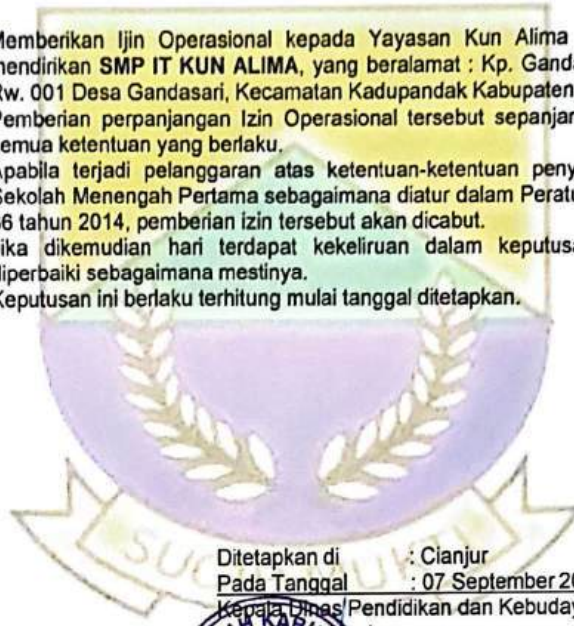 Memberikan Ijin Operasional kepada Yayasan Kun Alima
mendirikan SMP IT KUN ALIMA, yang beralamat : Kp. Ganda
Rw. 001 Desa Gandasari, Kecamatan Kadupandak Kabupaten
Pemberian perpanjangan Izin Operasional tersebut sepanjan
semua ketentuan yang berlaku.
Apabila terjadi pelanggaran atas ketentuan-ketentuan peny
Sekolah Menengah Pertama sebagaimana diatur dalam Peratu
36 tahun 2014, pemberian izin tersebut akan dicabut.
Jika dikemudian hari terdapat kekeliruan dalam keputusa
diperbaiki sebagaimana mestinya.
Keputusan ini berlaku terhitung mulai tanggal ditetapkan.
Ditetapkan di : Cianjur
Pada Tanggal : 07 September 20
Kepala Dinas Pendidikan dan Kebuday